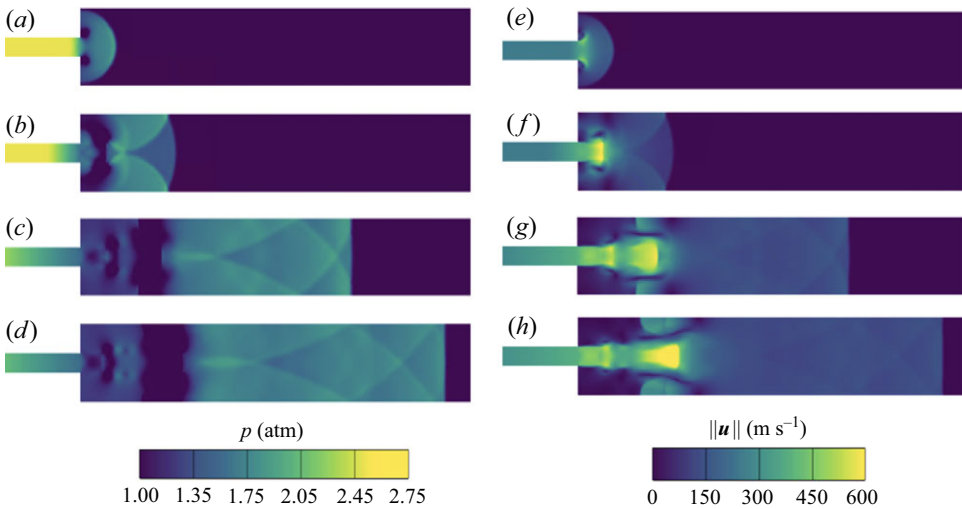 (a)
(e)
(b)
(f)
(c)
(g)
(d)
(h)
p (atm)
||u|| (m s⁻¹)
1.00 1.35 1.75 2.05 2.45 2.75
0 150 300 450 600